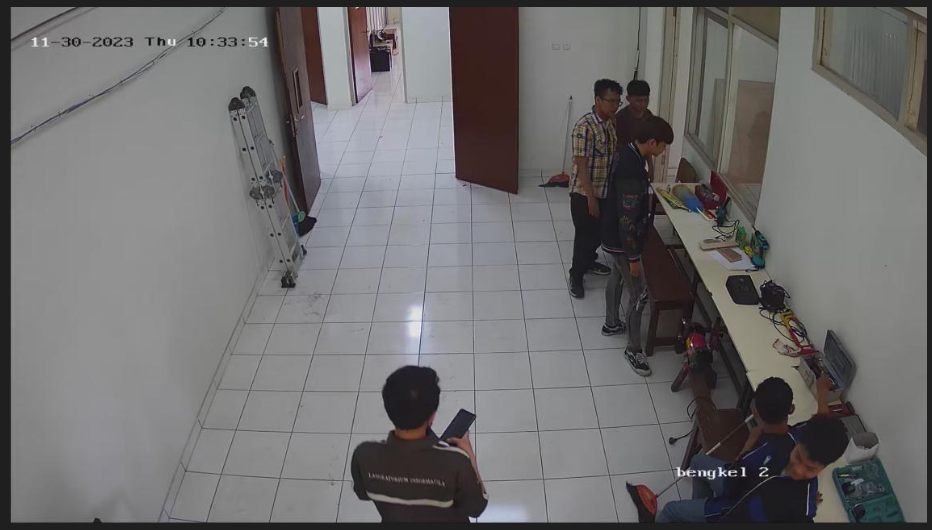 11-30-2023 Thu 10:33:54
LABORATORIUM INFORMATIKA
bengkel 2